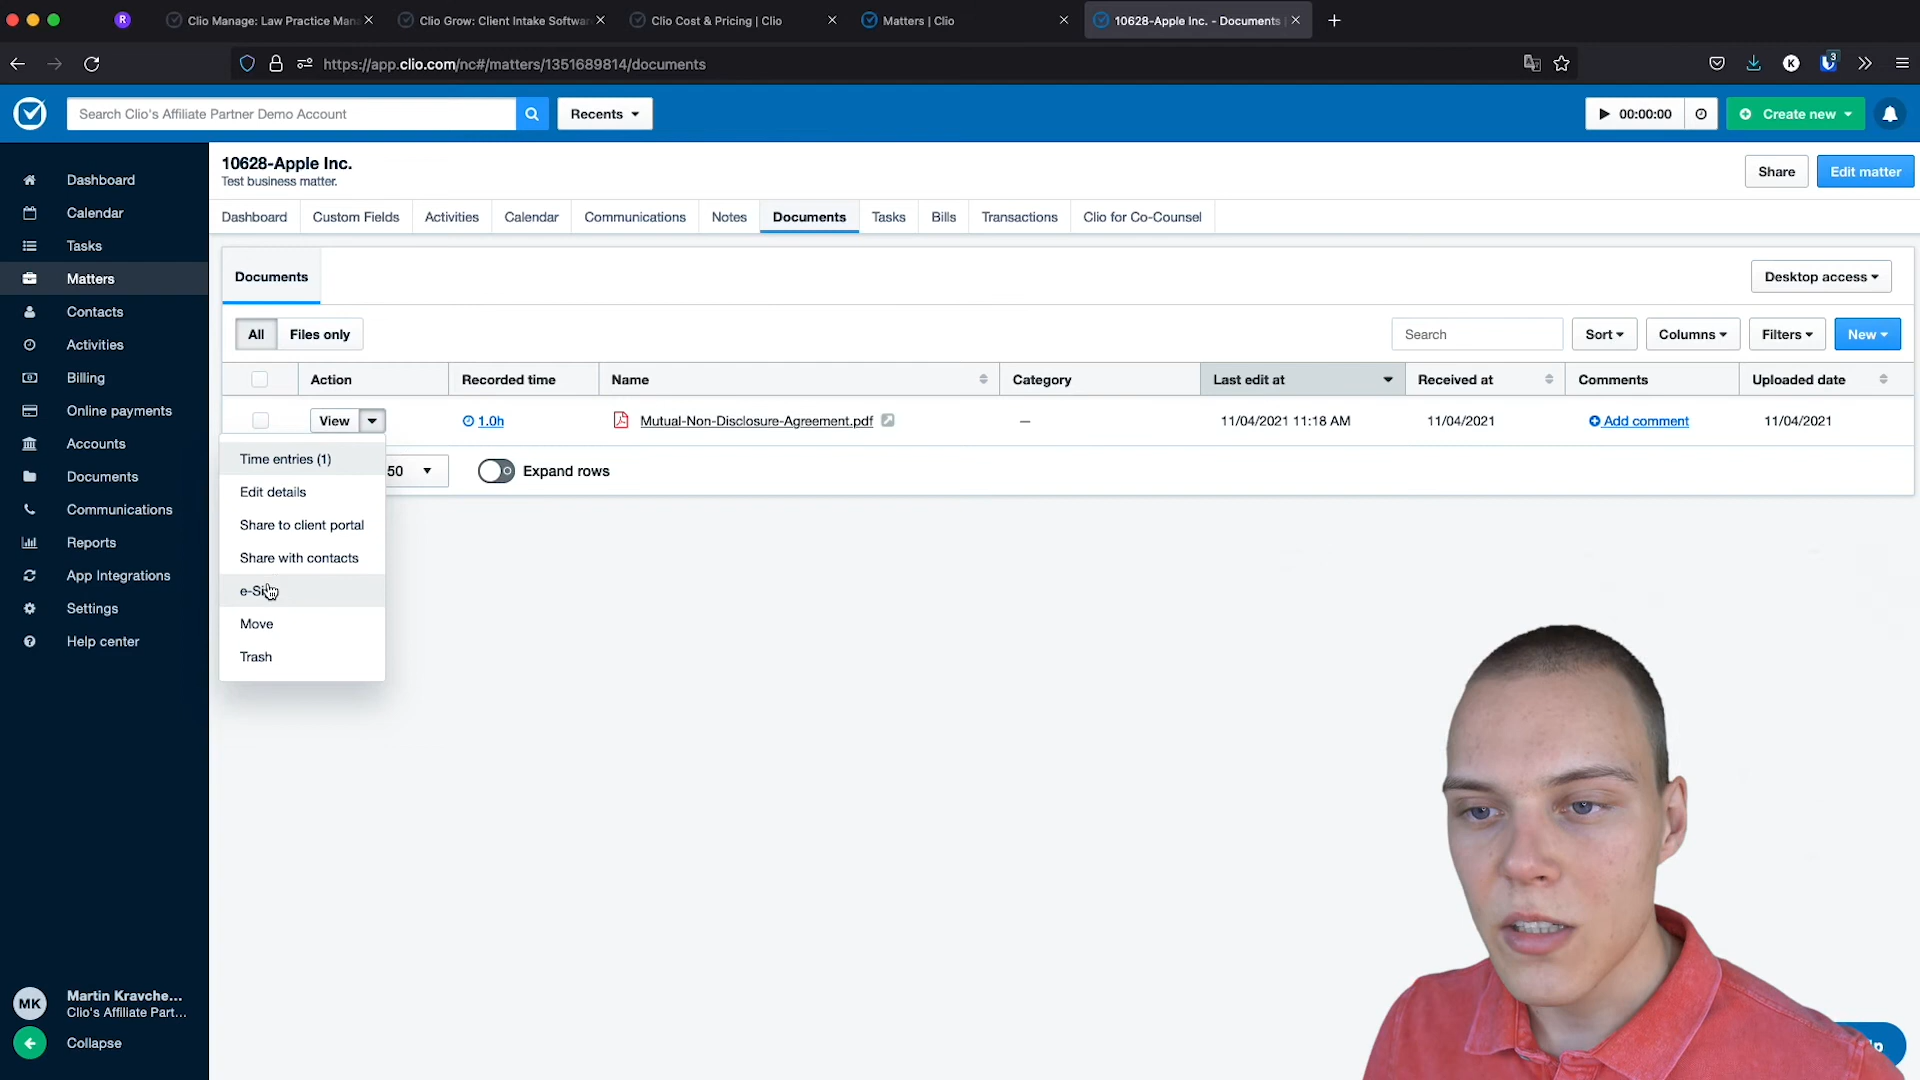 R
Clio Manage: Law Practice Man
Clio Grow: Client Intake Softwa
Clio Cost & Pricing | Clio
Matters | Clio
10628-Apple Inc. - Documents
https://app.clio.com/nc#/matters/1351689814/documents
K
3
Search Clio's Affiliate Partner Demo Account
Recents
00:00:00
Create new
10628-Apple Inc.
Test business matter.
Share
Edit matter
Dashboard
Calendar
Tasks
Matters
Contacts
Activities
Billing
Online payments
Accounts
Documents
Communications
Reports
App Integrations
Settings
Help center
Dashboard
Custom Fields
Activities
Calendar
Communications
Notes
Documents
Tasks
Bills
Transactions
Clio for Co-Counsel
Documents
Desktop access
All
Files only
Search
Sort
Columns
Filters
New
Action
Recorded time
Name
Category
Last edit at
Received at
Comments
Uploaded date
View
1.0h
Mutual-Non-Disclosure-Agreement.pdf
—
11/04/2021 11:18 AM
11/04/2021
Add comment
11/04/2021
50
Expand rows
Time entries (1)
Edit details
Share to client portal
Share with contacts
Move
Trash
MK
Martin Kravche...
Clio's Affiliate Part...
Collapse